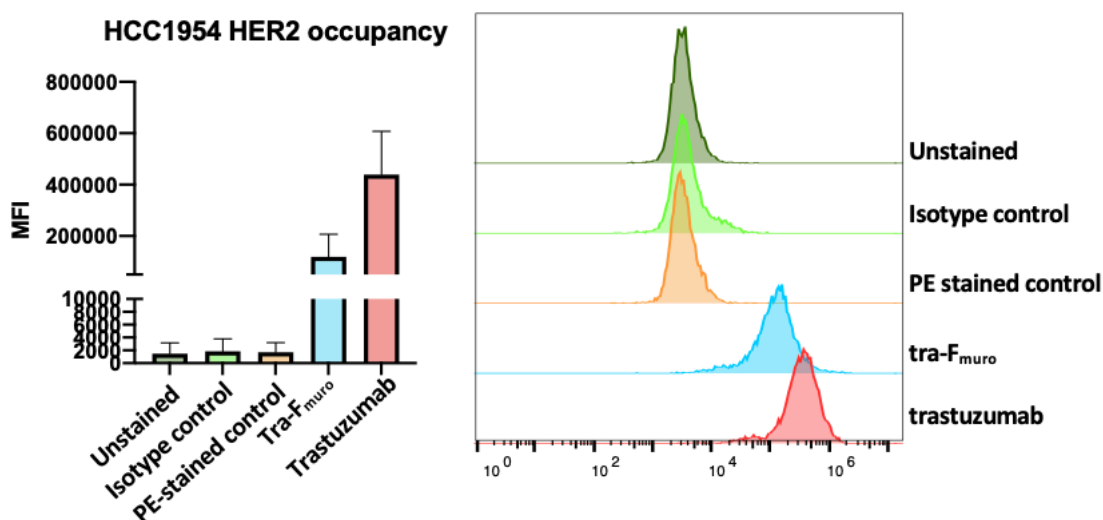 HCC1954 HER2 occupancy
MFI
800000
600000
400000
200000
10000
8000
6000
4000
2000
0
Unstained
Isotype control
PE-stained control
Tra-Fmuro
Trastuzumab
Unstained
Isotype control
PE stained control
tra-Fmuro
trastuzumab
10 0
10 2
10 4
10 6